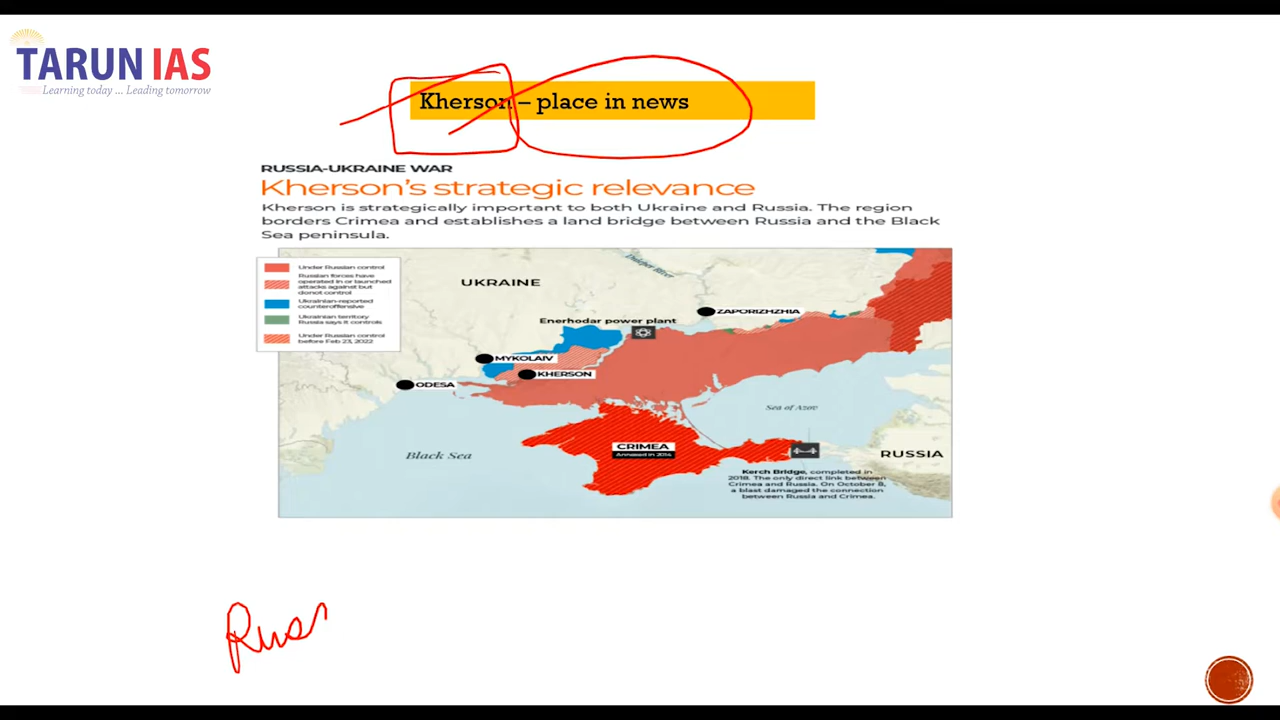 TARUN IAS
Learning today ... Leading tomorrow
Kherson – place in news
RUSSIA-UKRAINE WAR
Kherson's strategic relevance
Kherson is strategically important to both Ukraine and Russia. The region
borders Crimea and establishes a land bridge between Russia and the Black
Sea peninsula.
Under Russian control
Russian forces have
operated in or launched
attacks against but
donot control
Ukrainian-reported
counteroffensive
Ukrainian territory
Russia says it controls
Under Russian control
before Feb 23, 2022
UKRAINE
Dnieper River
Enerhodar power plant
ZAPORIZHZHIA
MYKOLAIV
KHERSON
ODESA
Sea of Azov
CRIMEA
Annexed in 2014
Black Sea
RUSSIA
Kerch Bridge, completed in
2018. The only direct link between
Crimea and Russia. On October 8,
a blast damaged the connection
between Russia and Crimea.